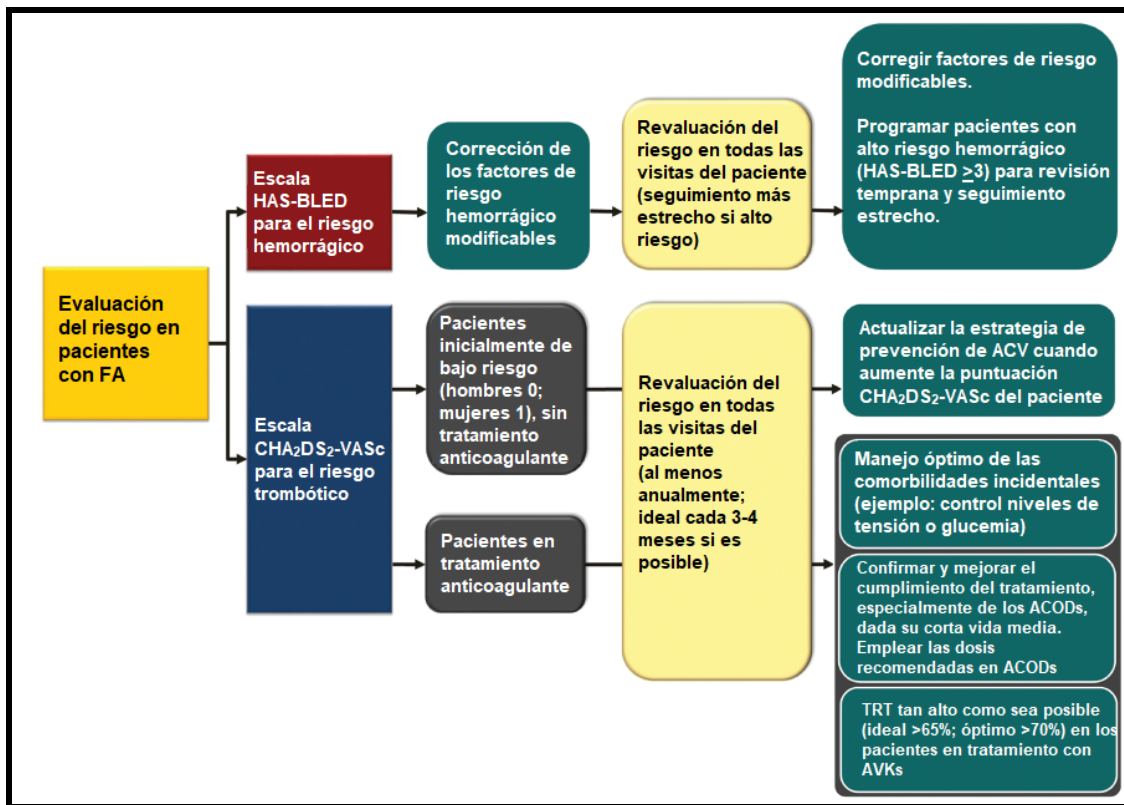 Evaluación
del riesgo en
pacientes
con FA
Escala
HAS-BLED
para el riesgo
hemorrágico
Corrección de
los factores de
riesgo
hemorrágico
modificables
Revaluación del
riesgo en todas las
visitas del paciente
(seguimiento más
estrecho si alto
riesgo)
Corregir factores de riesgo
modificables.
Programar pacientes con
alto riesgo hemorrágico
(HAS-BLED >3) para revisión
temprana y seguimiento
estrecho.
Escala
CHA₂DS₂-VASc
para el riesgo
trombótico
Pacientes
inicialmente de
bajo riesgo
(hombres 0;
mujeres 1), sin
tratamiento
anticoagulante
Pacientes en
tratamiento
anticoagulante
Revaluación del
riesgo en todas
las visitas del
paciente
(al menos
anualmente;
ideal cada 3-4
meses si es
posible)
Actualizar la estrategia de
prevención de ACV cuando
aumente la puntuación
CHA₂DS₂-VASc del paciente
Manejo óptimo de las
comorbilidades incidentales
(ejemplo: control niveles de
tensión o glucemia)
Confirmar y mejorar el
cumplimiento del tratamiento,
especialmente de los ACODs,
dada su corta vida media.
Emplear las dosis
recomendadas en ACODs
TRT tan alto como sea posible
(ideal >65%; óptimo >70%) en los
pacientes en tratamiento con
AVKs